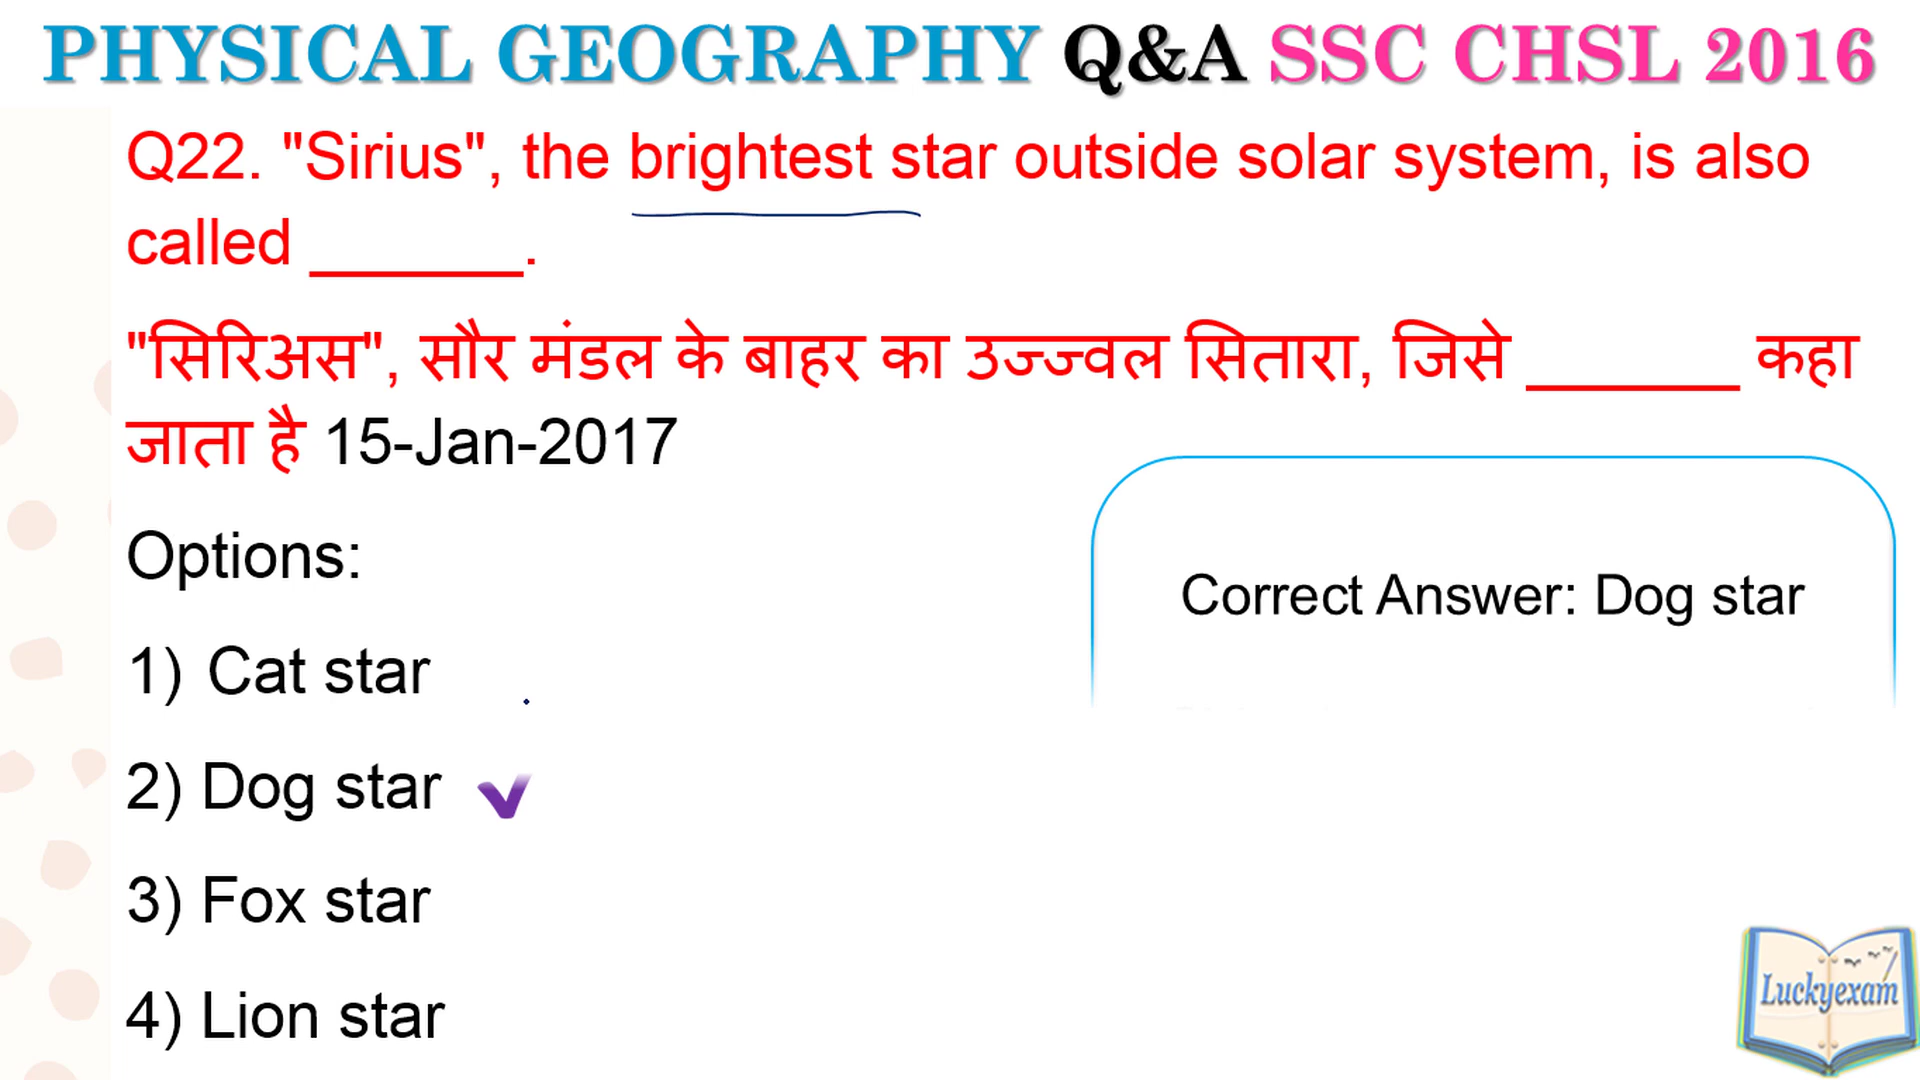 PHYSICAL GEOGRAPHY Q&A SSC CHSL 2016
Q22. "Sirius", the brightest star outside solar system, is also
called ______.
"सिरिअस", सौर मंडल के बाहर का उज्ज्वल सितारा, जिसे ______ कहा
जाता है 15-Jan-2017
Options:
Correct Answer: Dog star
1) Cat star
2) Dog star
3) Fox star
4) Lion star
Luckyexam